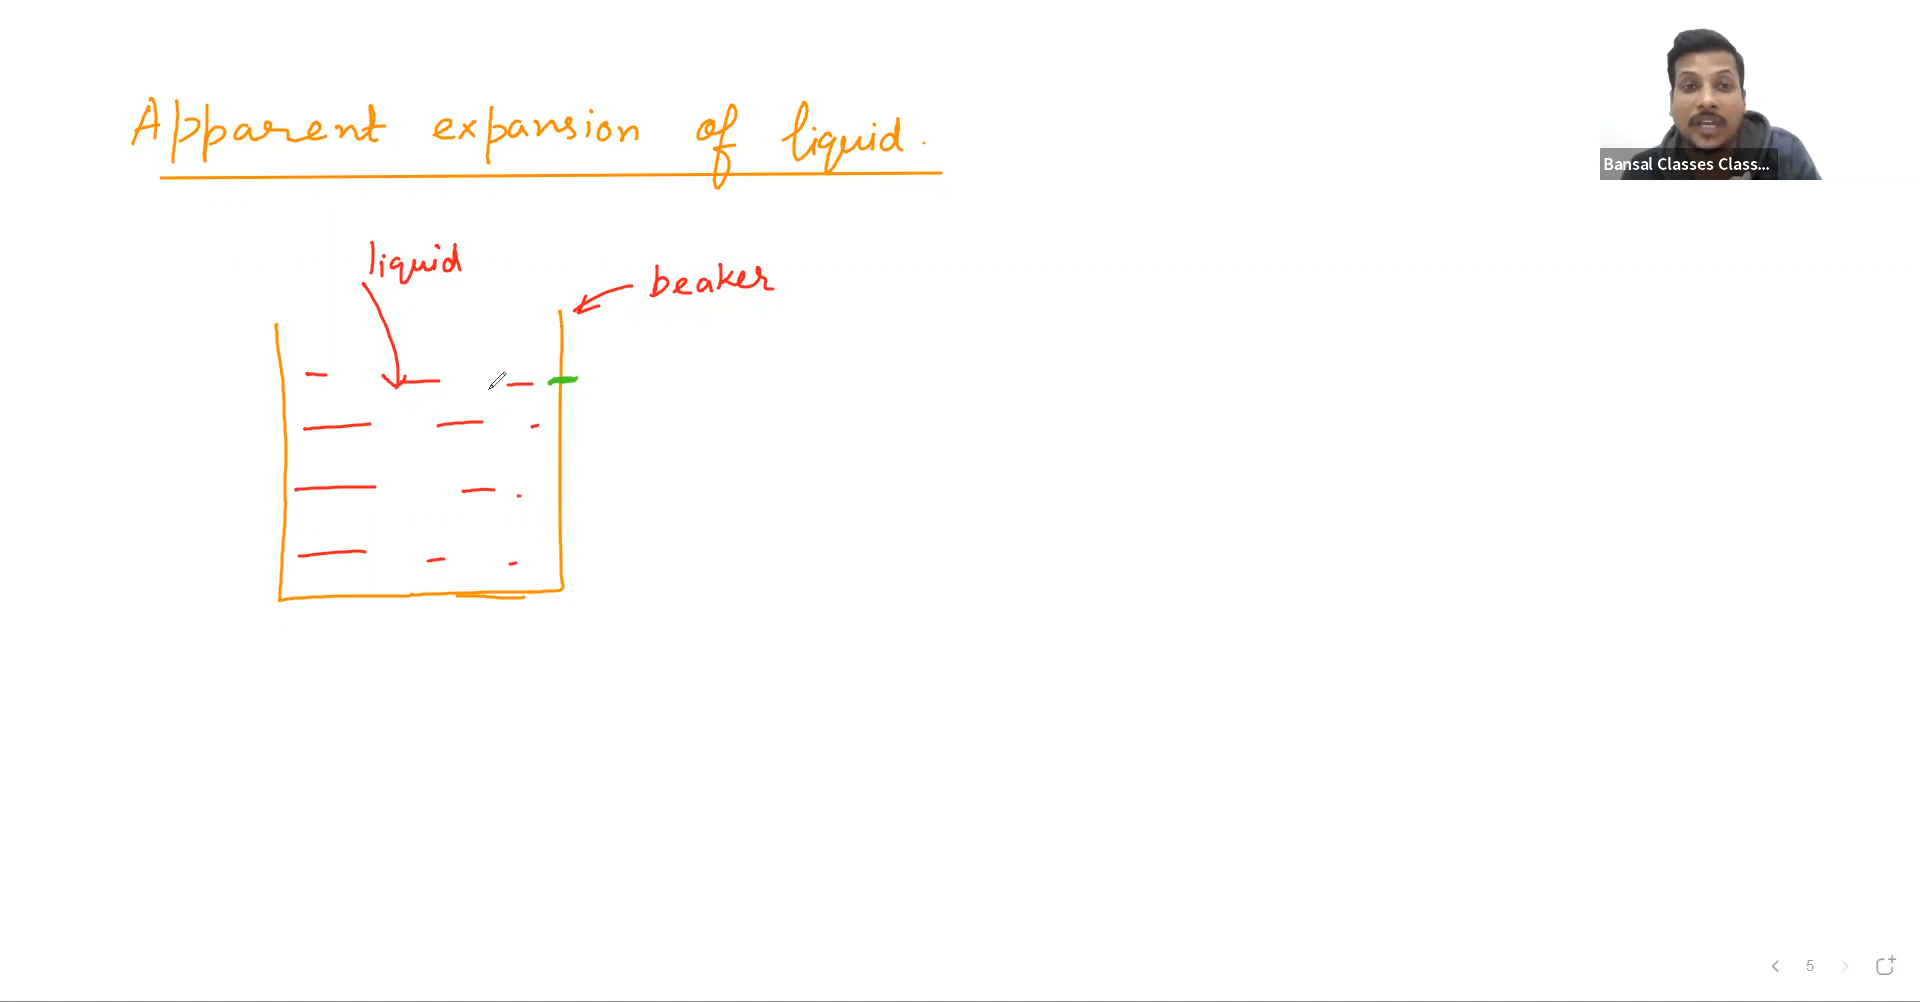 Apparent expansion of liquid.
Bansal Classes Class...
liquid
beaker
5